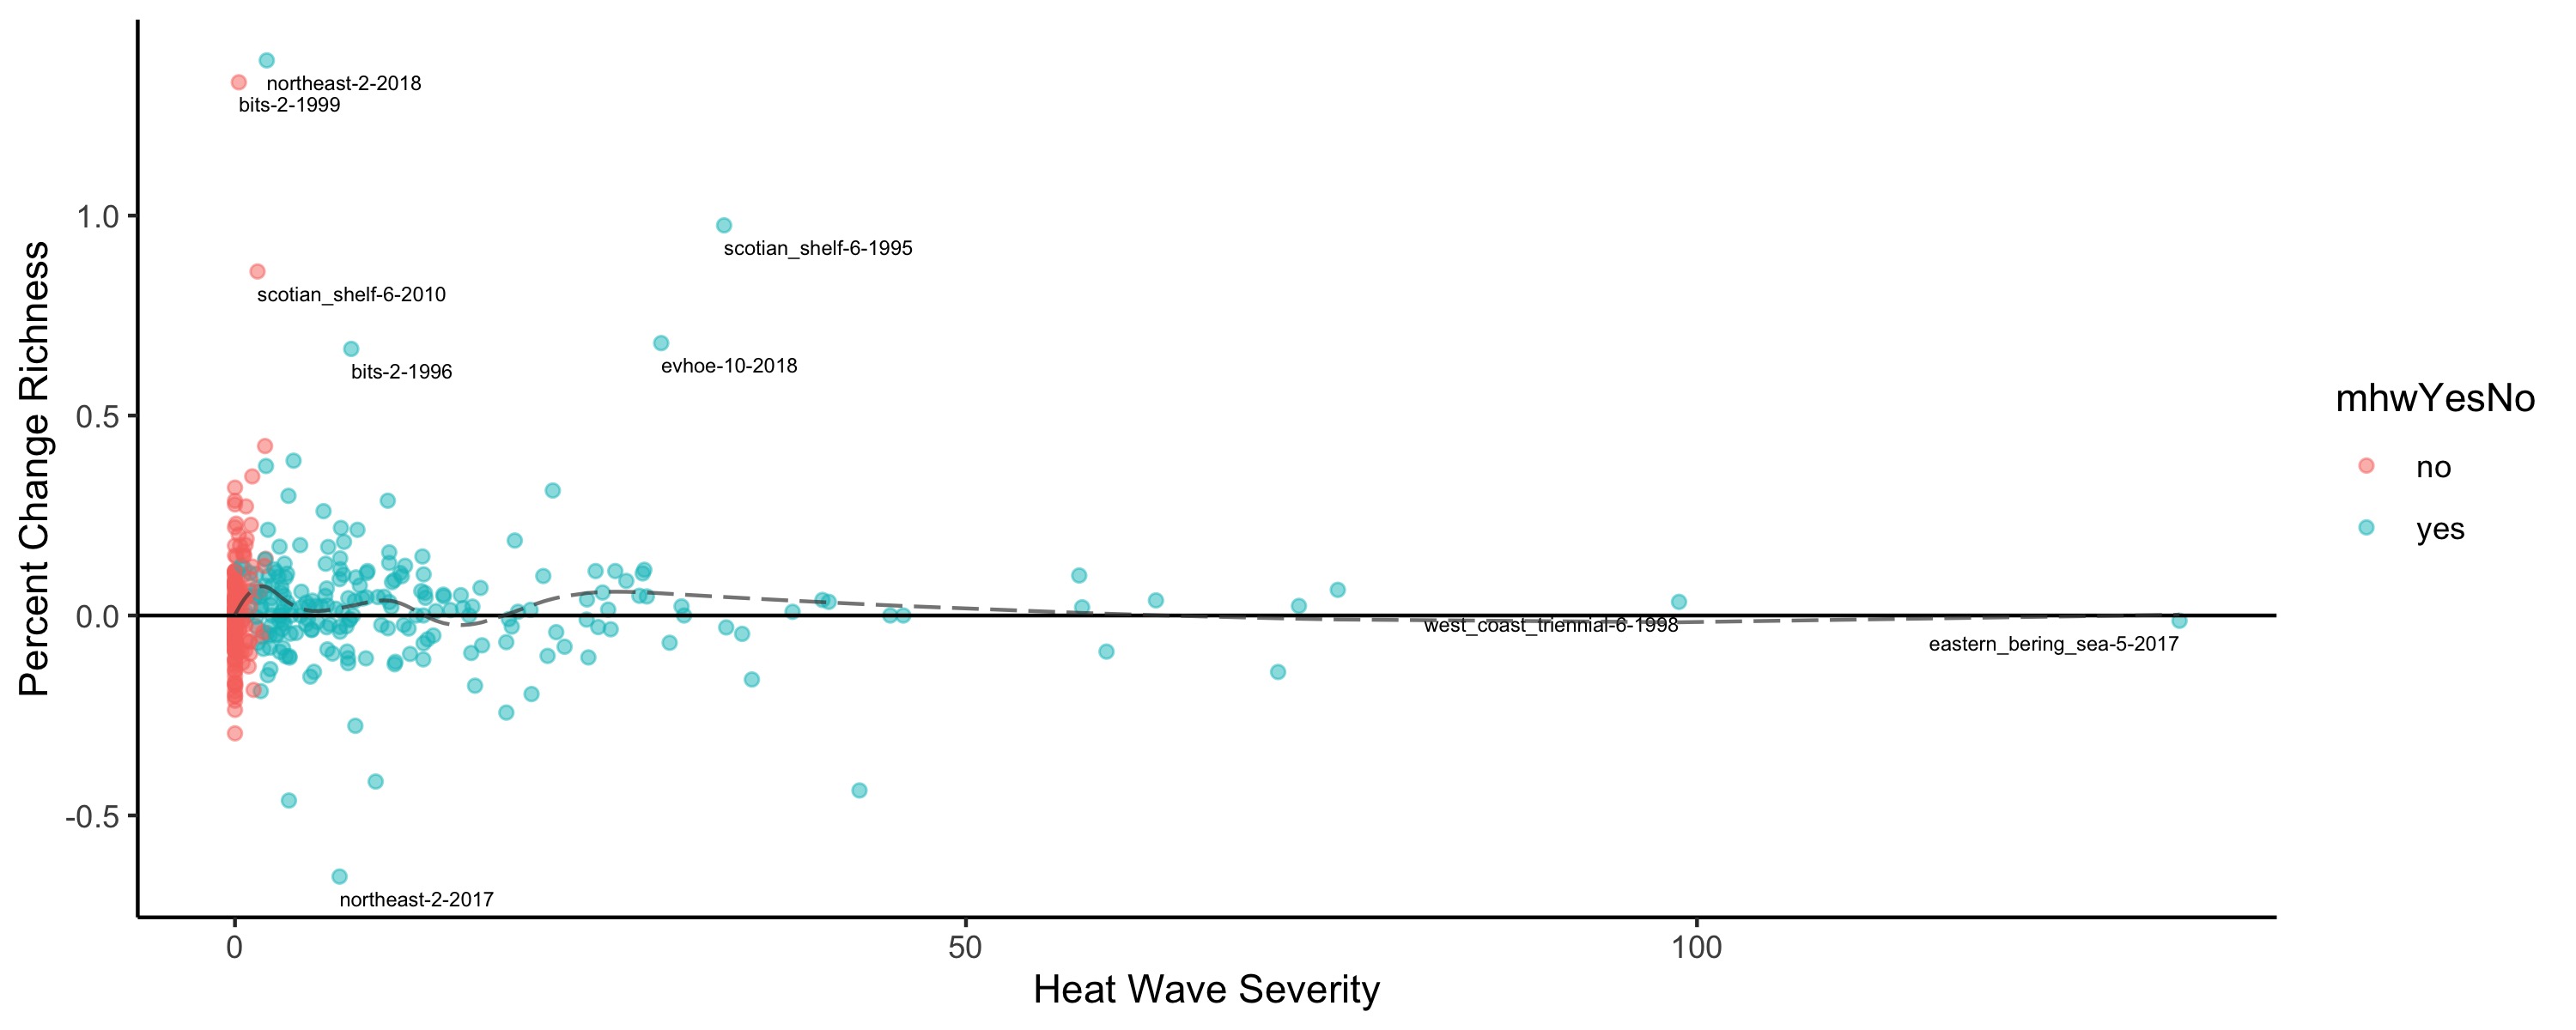 northeast-2-2018
bits-2-1999
1.0
scotian_shelf-6-1995
scotian_shelf-6-2010
bits-2-1996
evhoe-10-2018
0.5
Percent Change Richness
mhwYesNo
no
yes
0.0
west_coast_triennial-6-1998
eastern_bering_sea-5-2017
-0.5
northeast-2-2017
0
50
100
Heat Wave Severity